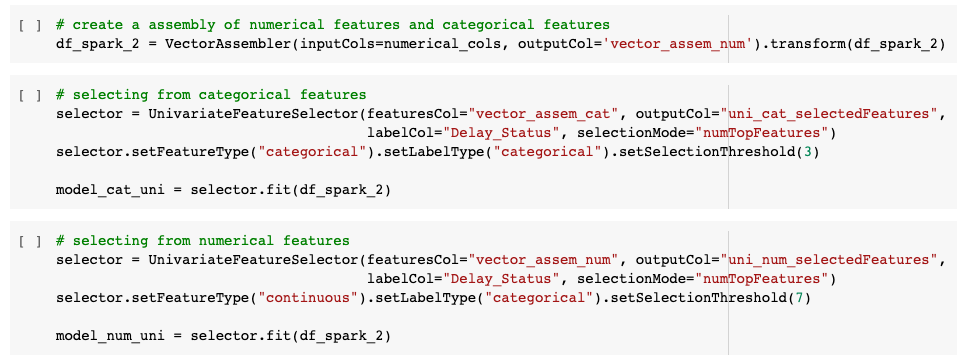 [ ] # create a assembly of numerical features and categorical features
df_spark_2 = VectorAssembler(inputCols=numerical_cols, outputCol='vector_assem_num').transform(df_spark_2)
[ ] # selecting from categorical features
selector = UnivariateFeatureSelector(featuresCol="vector_assem_cat", outputCol="uni_cat_selectedFeatures",
labelCol="Delay_Status", selectionMode="numTopFeatures")
selector.setFeatureType("categorical").setLabelType("categorical").setSelectionThreshold(3)
model_cat_uni = selector.fit(df_spark_2)
[ ] # selecting from numerical features
selector = UnivariateFeatureSelector(featuresCol="vector_assem_num", outputCol="uni_num_selectedFeatures",
labelCol="Delay_Status", selectionMode="numTopFeatures")
selector.setFeatureType("continuous").setLabelType("categorical").setSelectionThreshold(7)
model_num_uni = selector.fit(df_spark_2)